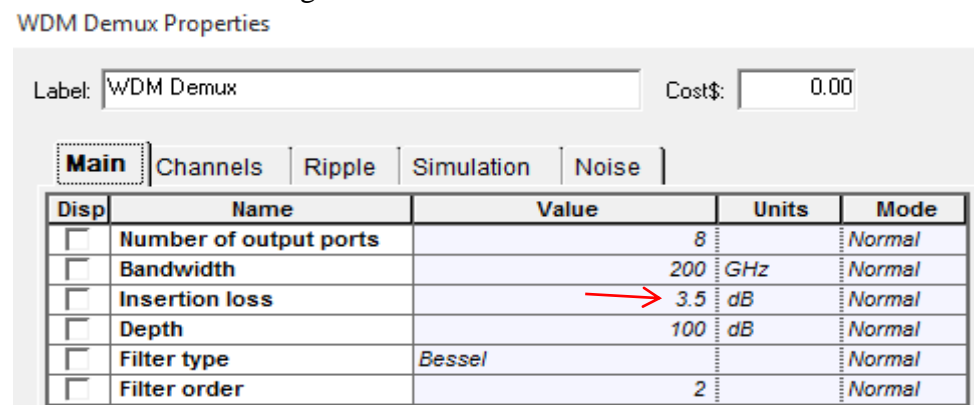 WDM Demux Properties
Label: WDM Demux Cost$: 0.00
Main Channels Ripple Simulation Noise
Disp Name Value Units Mode
Number of output ports 8 Normal
Bandwidth 200 GHz Normal
Insertion loss 3.5 dB Normal
Depth 100 dB Normal
Filter type Bessel Normal
Filter order 2 Normal